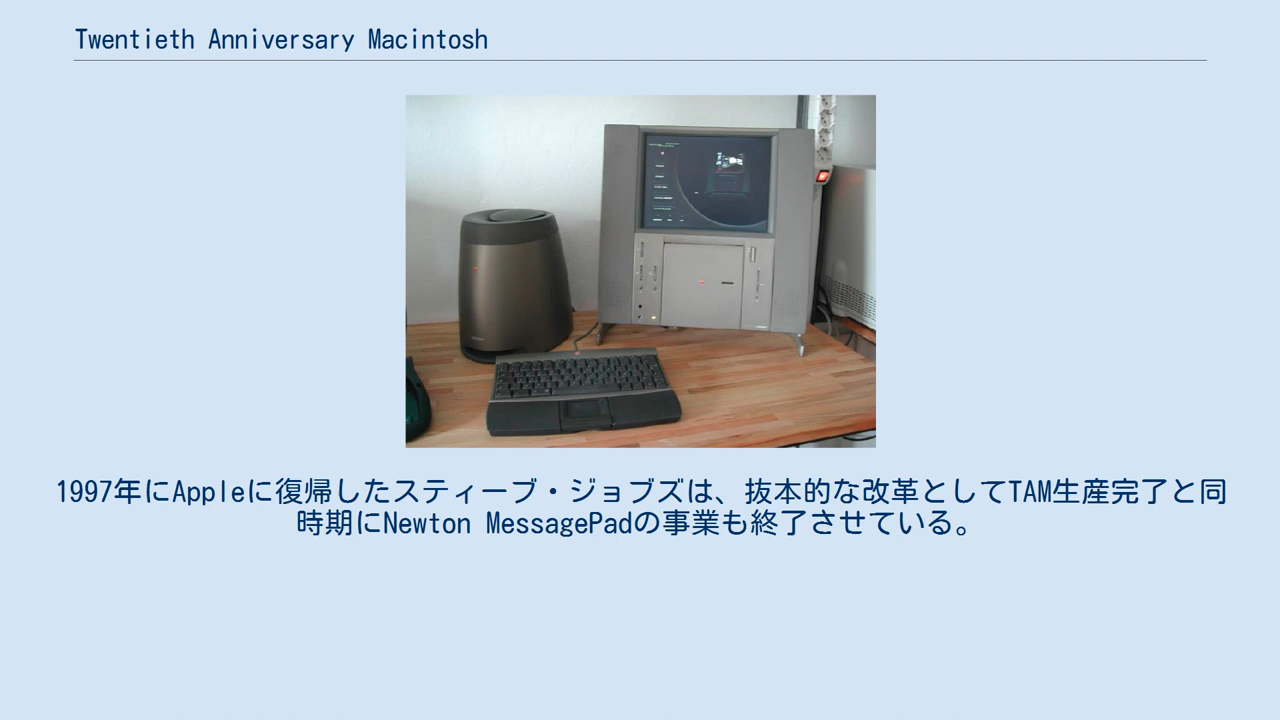 Twentieth Anniversary Macintosh
1997年にAppleに復帰したスティーブ・ジョブズは、抜本的な改革としてTAM生産完了と同
時期にNewton MessagePadの事業も終了させている。